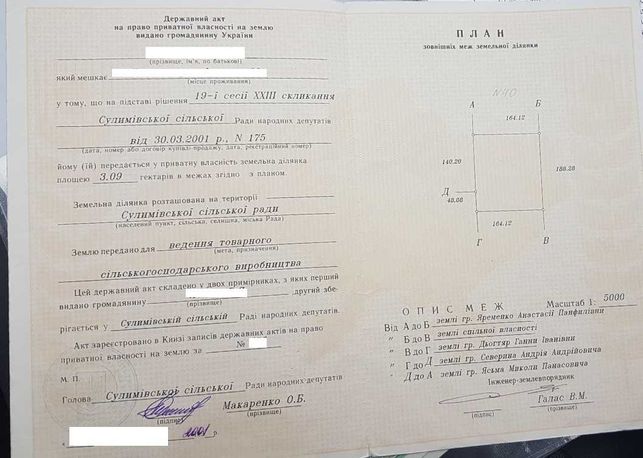 Державний акт
на право приватної власності на землю
видано громадянину України
(прізвище, ім'я, по батькові)
який мешкає
(місце проживання)
у тому, що на підставі рішення 19-ї сесії XXIII скликання
Сулимівської сільської Ради народних депутатів
від 30.03.2001 р., N 175
(дата, номер або договір купівлі-продажу, дата, реєстраційний номер)
йому (їй) передається у приватну власність земельна ділянка
площею 3.09 гектарів в межах згідно з планом.
Земельна ділянка розташована на території
Сулимівської сільської ради
(населений пункт, сільська, селищна, міська Рада)
Землю передано для ведення товарного
(мета, призначення)
сільськогосподарського виробництва
Цей державний акт складено у двох примірниках, з яких перший
видано громадянину другий збе-
(прізвище)
рігається у Сулимівській сільській Раді народних депутатів.
Акт зареєстровано в Книзі записів державних актів на право
приватної власності на землю за №
М. П.
Голова Сулимівської сільської Ради народних депутатів
Макаренко О.Б.
(підпис) (прізвище)
2001 р.
ПЛАН
зовнішніх меж земельної ділянки
N40
А Б
164.12
140.20
188.28
Д
48.08
164.12
Г В
ОПИС МЕЖ Масштаб 1: 5000
Від А до Б землі гр. Яременко Анастасії Панфиліани
" Б до В землі спільної власності
" В до Г землі гр. Дьогтяр Ганни Іванівни
" Г до Д землі гр. Северина Андрія Андрійовича
" Д до А землі гр. Ясьма Миколи Панасовича
Інженер-землевпорядник
Галас В.М.
(підпис) (прізвище)